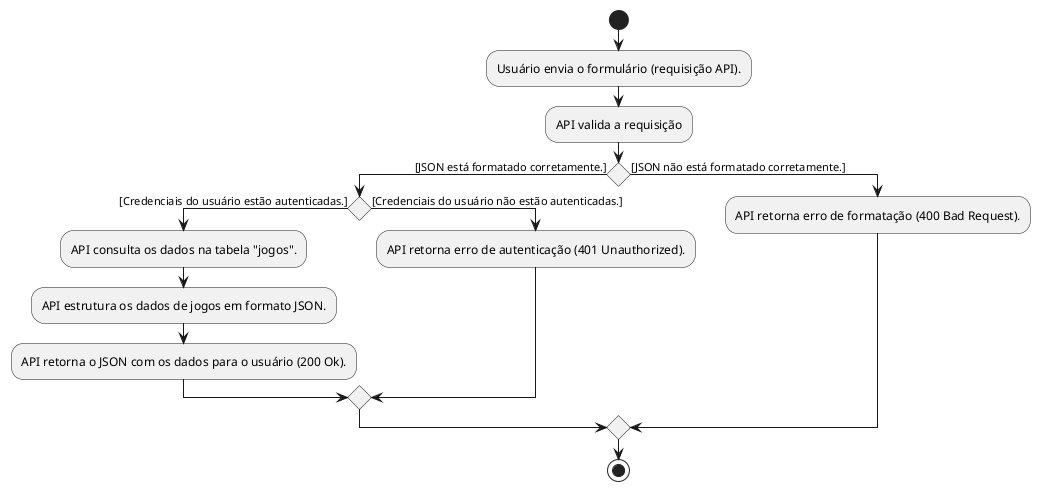 Usuário envia o formulário (requisição API).
API valida a requisição
[JSON está formatado corretamente.]
[JSON não está formatado corretamente.]
[Credenciais do usuário estão autenticadas.]
[Credenciais do usuário não estão autenticadas.]
API retorna erro de formatação (400 Bad Request).
API consulta os dados na tabela "jogos".
API retorna erro de autenticação (401 Unauthorized).
API estrutura os dados de jogos em formato JSON.
API retorna o JSON com os dados para o usuário (200 Ok).